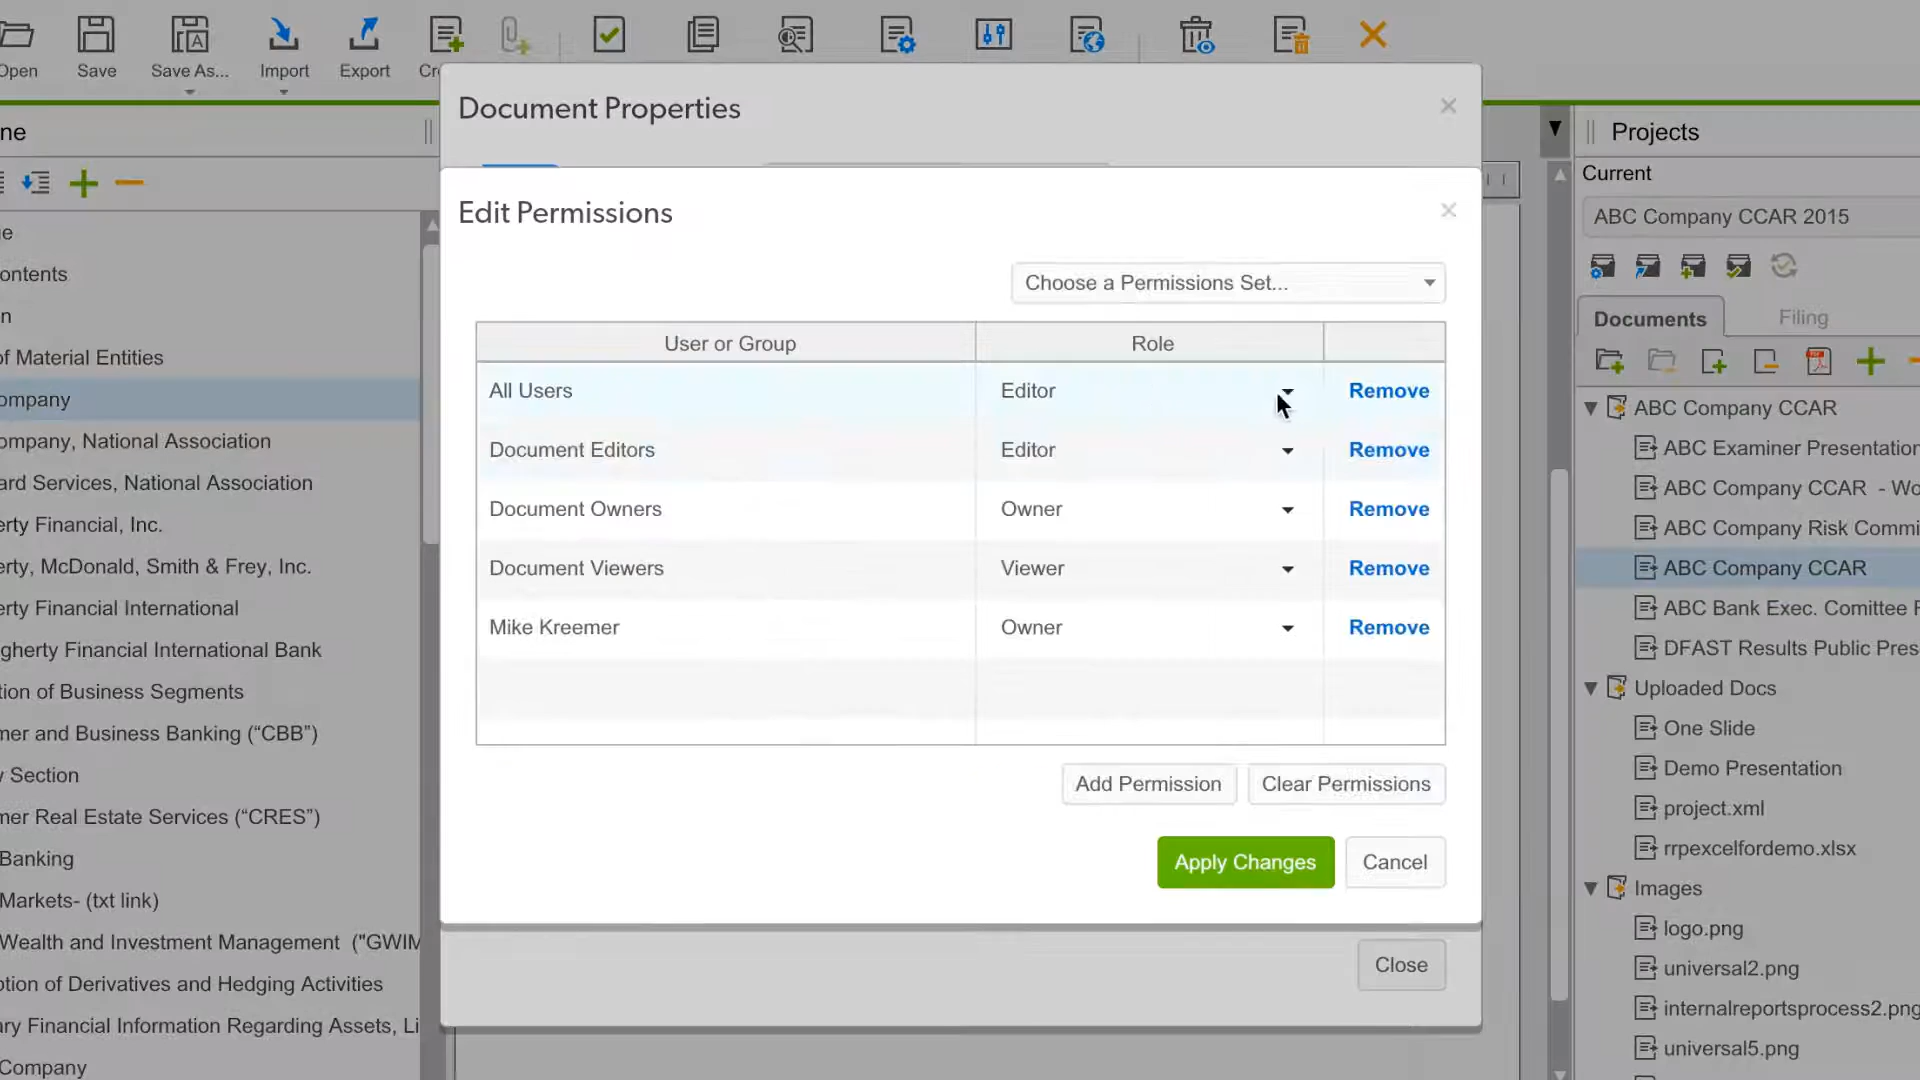 Open
Save
Save As...
Import
Export
Document Properties
Edit Permissions
Choose a Permissions Set...
User or Group
Role
All Users
Editor
Remove
Document Editors
Editor
Remove
Document Owners
Owner
Remove
Document Viewers
Viewer
Remove
Mike Kreemer
Owner
Remove
Add Permission
Clear Permissions
Apply Changes
Cancel
Close
ne
ge
ontents
n
of Material Entities
ompany
ompany, National Association
ard Services, National Association
erty Financial, Inc.
erty, McDonald, Smith & Frey, Inc.
erty Financial International
gherty Financial International Bank
tion of Business Segments
mer and Business Banking (“CBB”)
Section
mer Real Estate Services (“CRES”)
Banking
Markets- (txt link)
Wealth and Investment Management ("GWIM
ption of Derivatives and Hedging Activities
ary Financial Information Regarding Assets, Li
Company
Projects
Current
ABC Company CCAR 2015
Documents
Filing
ABC Company CCAR
ABC Examiner Presentation
ABC Company CCAR - Wo
ABC Company Risk Commi
ABC Company CCAR
ABC Bank Exec. Comittee
DFAST Results Public Pres
Uploaded Docs
One Slide
Demo Presentation
project.xml
rrpexcelfordemo.xlsx
Images
logo.png
universal2.png
internalreportsprocess2.png
universal5.png